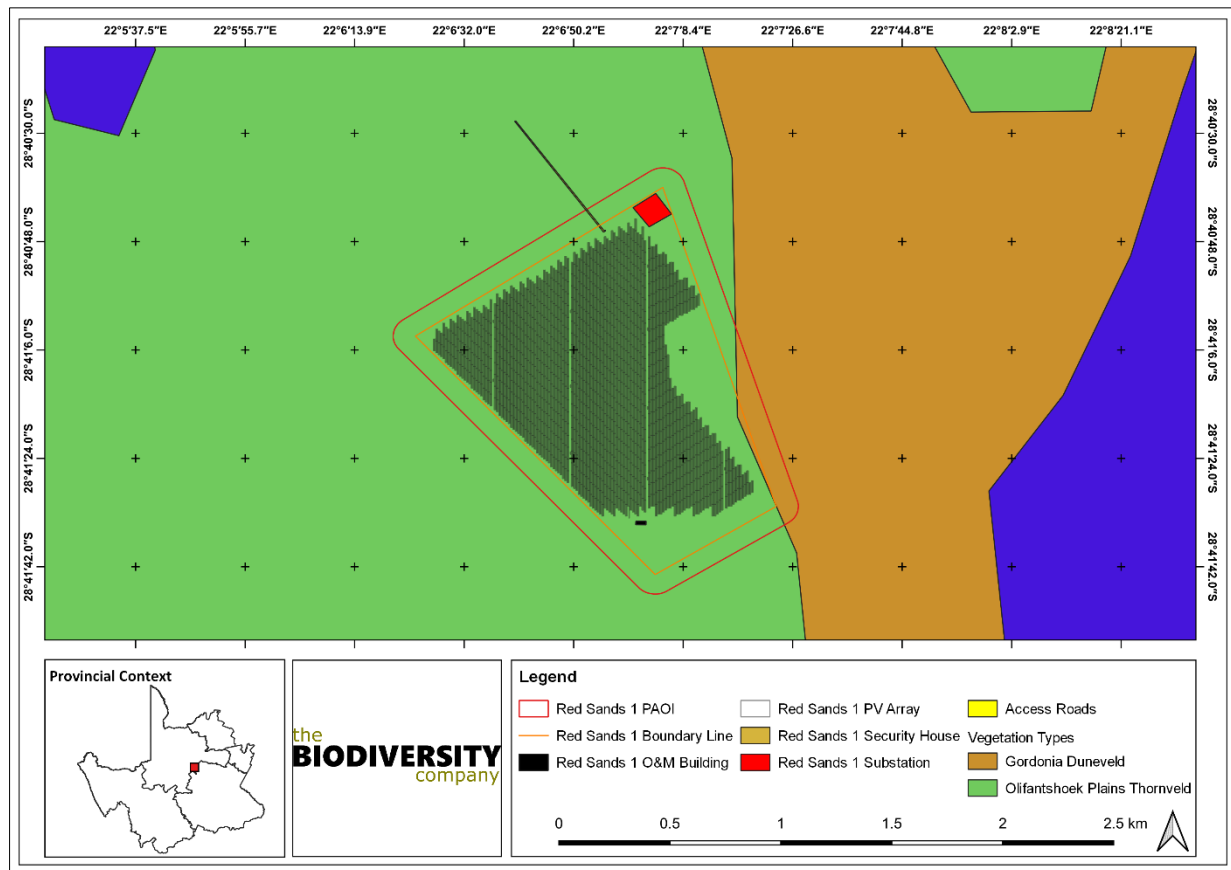 22°5'37.5"E 22°5'55.7"E 22°6'13.9"E 22°6'32.0"E 22°6'50.2"E 22°7'8.4"E 22°7'26.6"E 22°7'44.8"E 22°8'2.9"E 22°8'21.1"E
28°40'30.0"S 28°40'30.0"S
28°40'48.0"S 28°40'48.0"S
28°41'6.0"S 28°41'6.0"S
28°41'24.0"S 28°41'24.0"S
28°41'42.0"S 28°41'42.0"S
Provincial Context
the
BIODIVERSITY
company
Legend
Red Sands 1 PAOI
Red Sands 1 Boundary Line
Red Sands 1 O&M Building
Red Sands 1 PV Array
Red Sands 1 Security House
Red Sands 1 Substation
Access Roads
Vegetation Types
Gordonia Duneveld
Olifantshoek Plains Thornveld
0 0.5 1 1.5 2 2.5 km